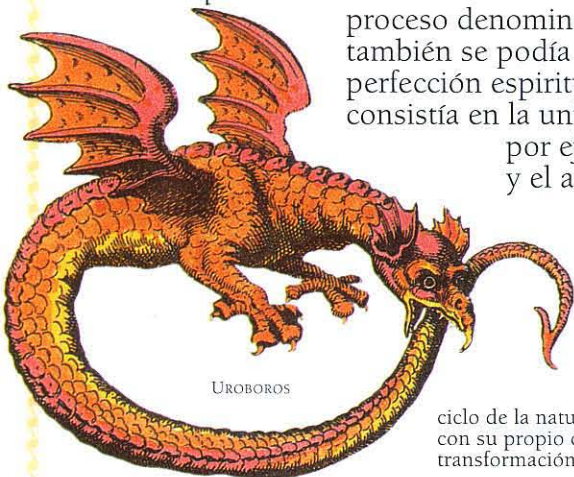 proceso denomin
también se podía
perfección espirit
consistía en la un
por e
y el a
UROBOROS
ciclo de la natu
con su propio
transformación